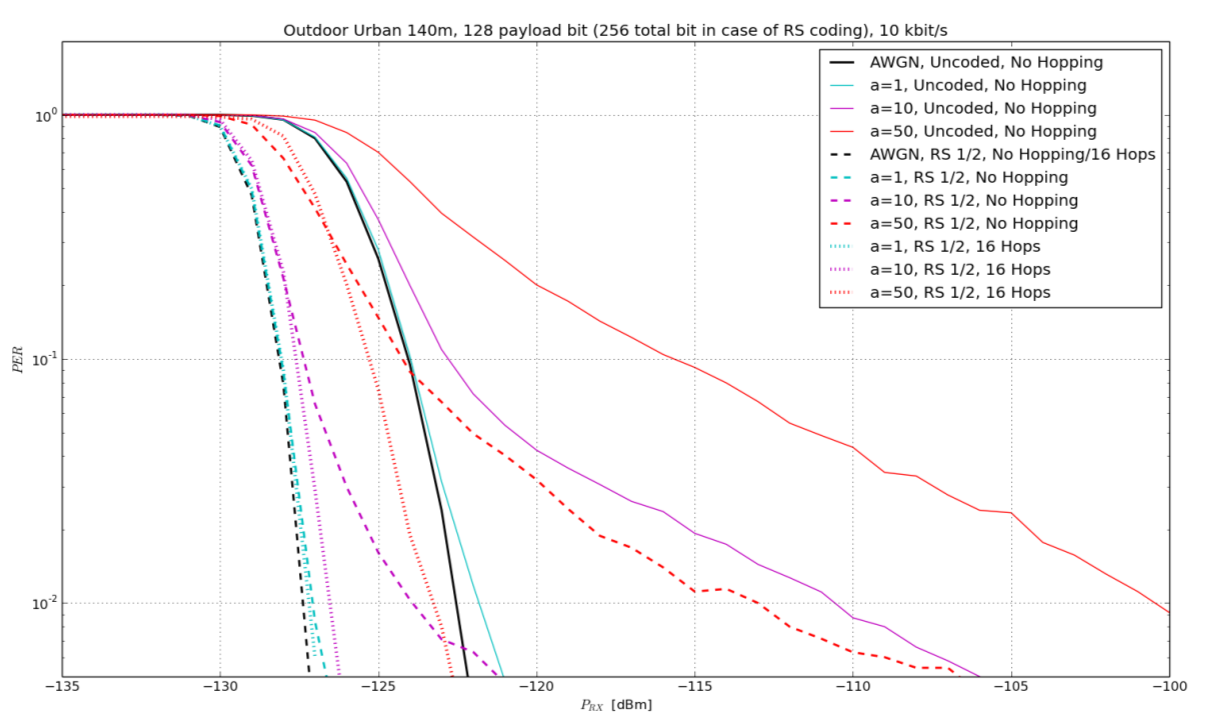 Outdoor Urban 140m, 128 payload bit (256 total bit in case of RS coding), 10 kbit/s
AWGN, Uncoded, No Hopping
a=1, Uncoded, No Hopping
a=10, Uncoded, No Hopping
a=50, Uncoded, No Hopping
AWGN, RS 1/2, No Hopping/16 Hops
a=1, RS 1/2, No Hopping
a=10, RS 1/2, No Hopping
a=50, RS 1/2, No Hopping
a=1, RS 1/2, 16 Hops
a=10, RS 1/2, 16 Hops
a=50, RS 1/2, 16 Hops
10⁰
10⁻¹
10⁻²
PER
−135 −130 −125 −120 −115 −110 −105 −100
P_RX [dBm]